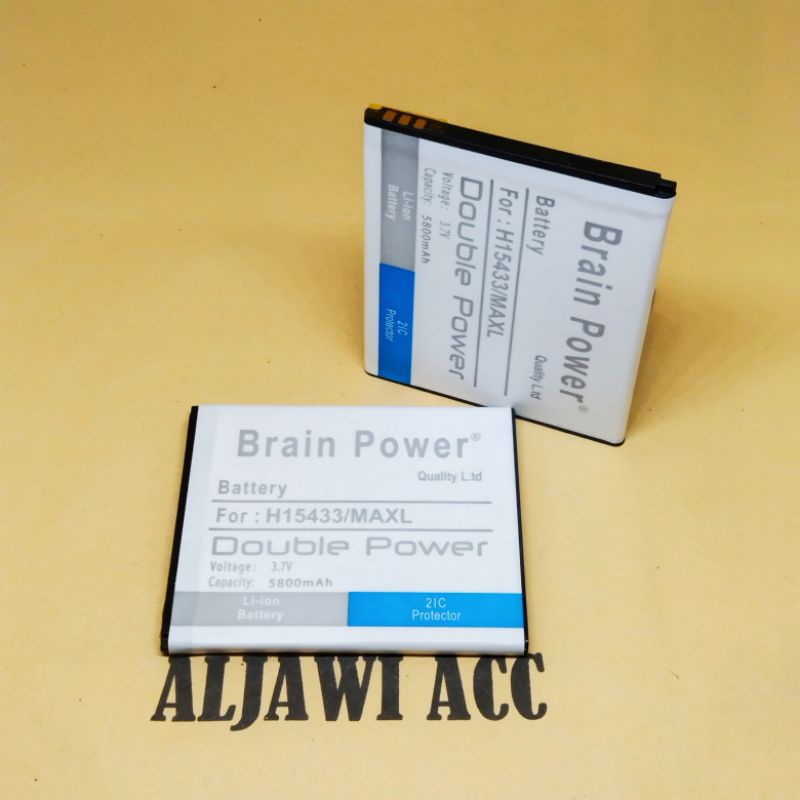 Brain Power®
Quality Ltd
Battery
For : H15433/MAXL
Double Power
Voltage: 3.7V
Capacity: 5800mAh
Li-ion
Battery
2IC
Protector
Brain Power®
Quality L.td
Battery
For : H15433/MAXL
Double Power
Voltage: 3.7V
Capacity: 5800mAh
Li-ion
Battery
2IC
Protector
ALJAWI ACC